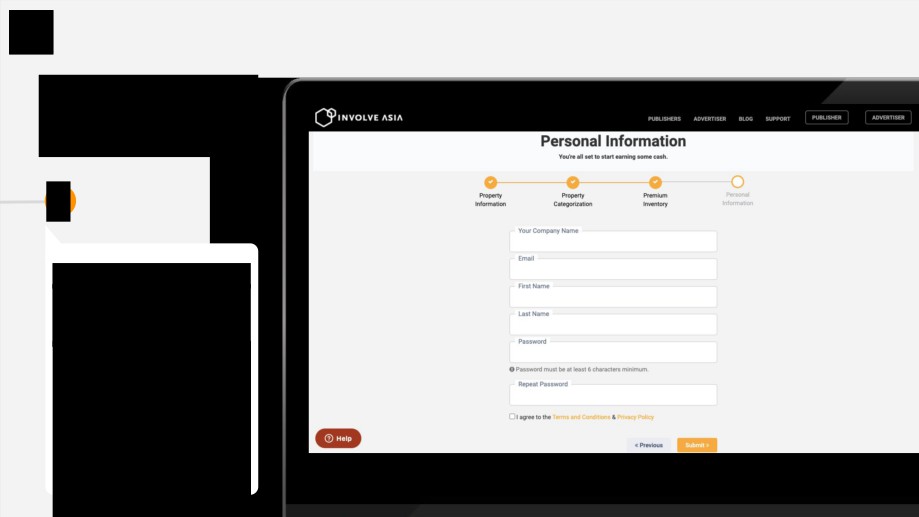 INVOLVE ASIA
PUBLISHERS ADVERTISER BLOG SUPPORT PUBLISHER ADVERTISER
Personal Information
You're all set to start earning some cash.
Property Information
Property Categorization
Premium Inventory
Personal Information
Your Company Name
Email
First Name
Last Name
Password
Password must be at least 6 characters minimum.
Repeat Password
I agree to the Terms and Conditions & Privacy Policy
Help
< Previous
Submit >